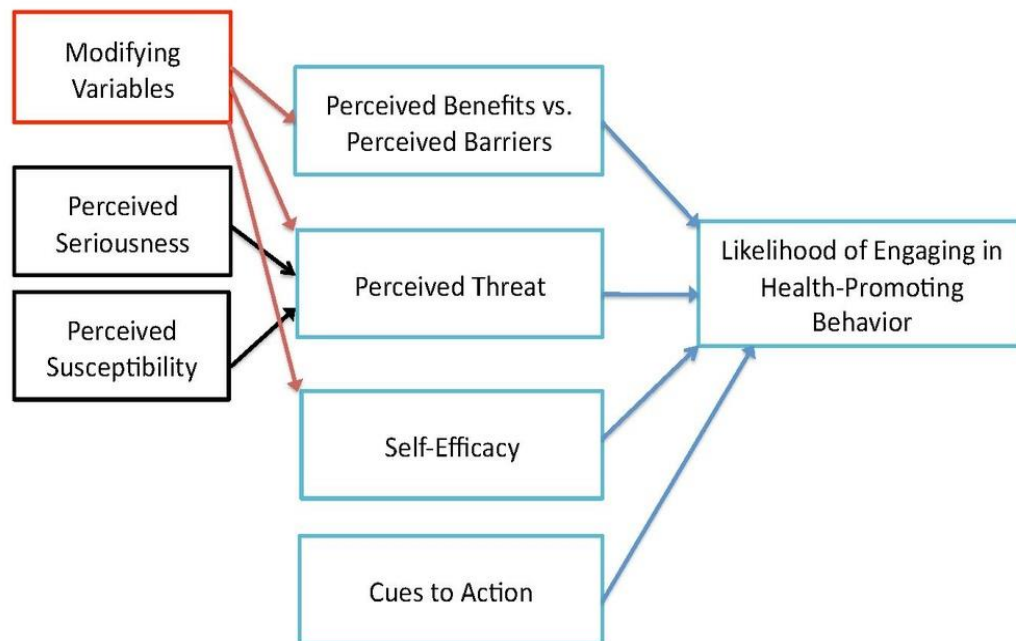 Modifying
Variables
Perceived Benefits vs.
Perceived Barriers
Perceived
Seriousness
Perceived Threat
Perceived
Susceptibility
Likelihood of Engaging in
Health-Promoting
Behavior
Self-Efficacy
Cues to Action